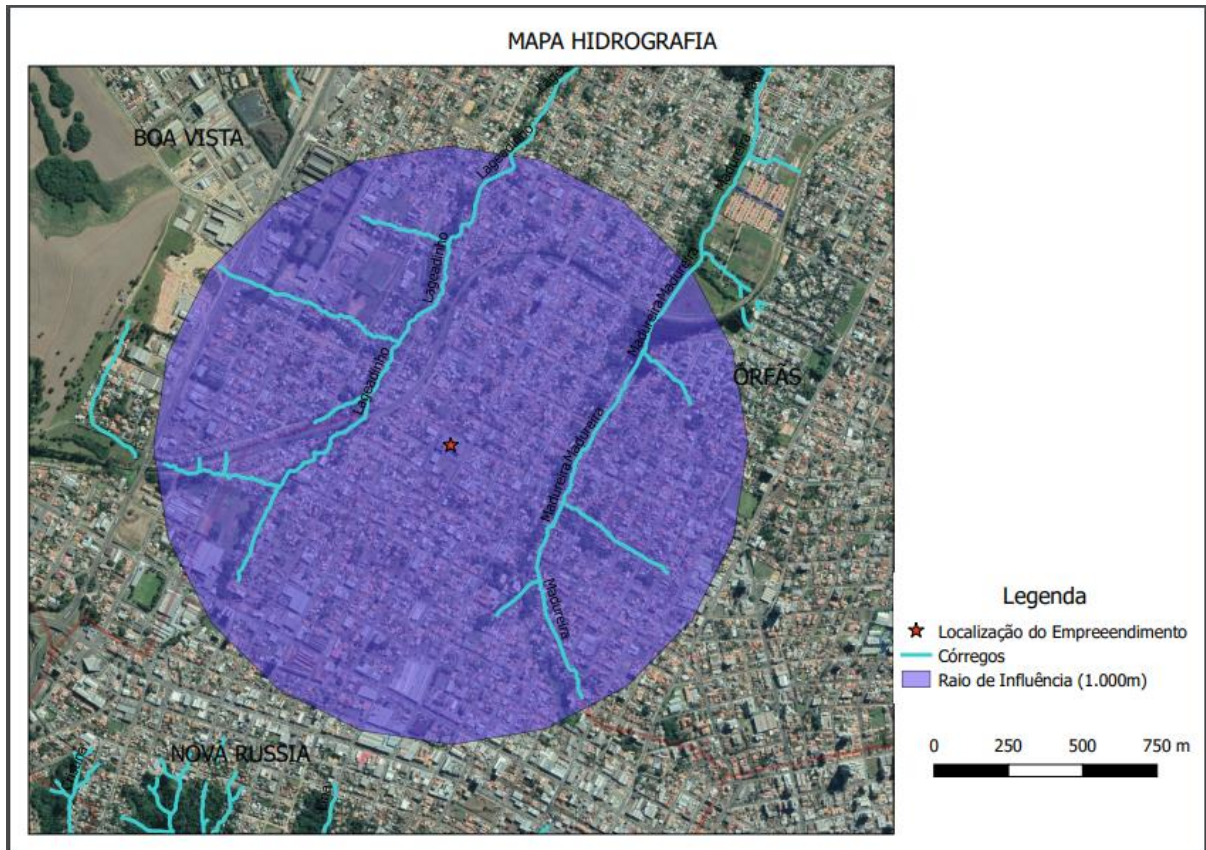 MAPA HIDROGRAFIA
BOA VISTA
Lageadinho
Madureira
Lageadinho
Madureira
Madureira
ÓRFÃS
Lageadinho
Madureira
Madureira
Madureira
NOVA RUSSIA
Legenda
Localização do Empreeendimento
Córregos
Raio de Influência (1.000m)
0 250 500 750 m